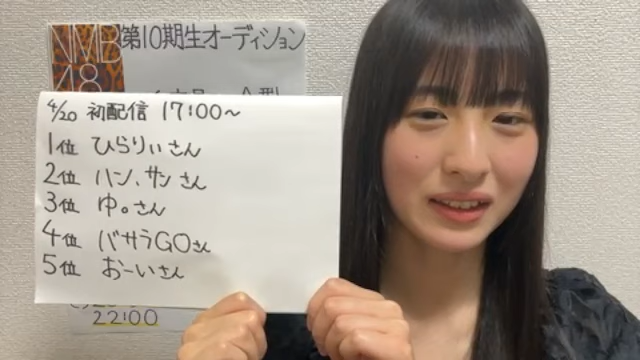 NMB
48
第10期生オーディション
4/20 初配信 17:00〜
1位 ひらりぃさん
2位 ハン、サンさん
3位 ゆ。さん
4位 バサラGOさん
5位 おーいさん
22:00